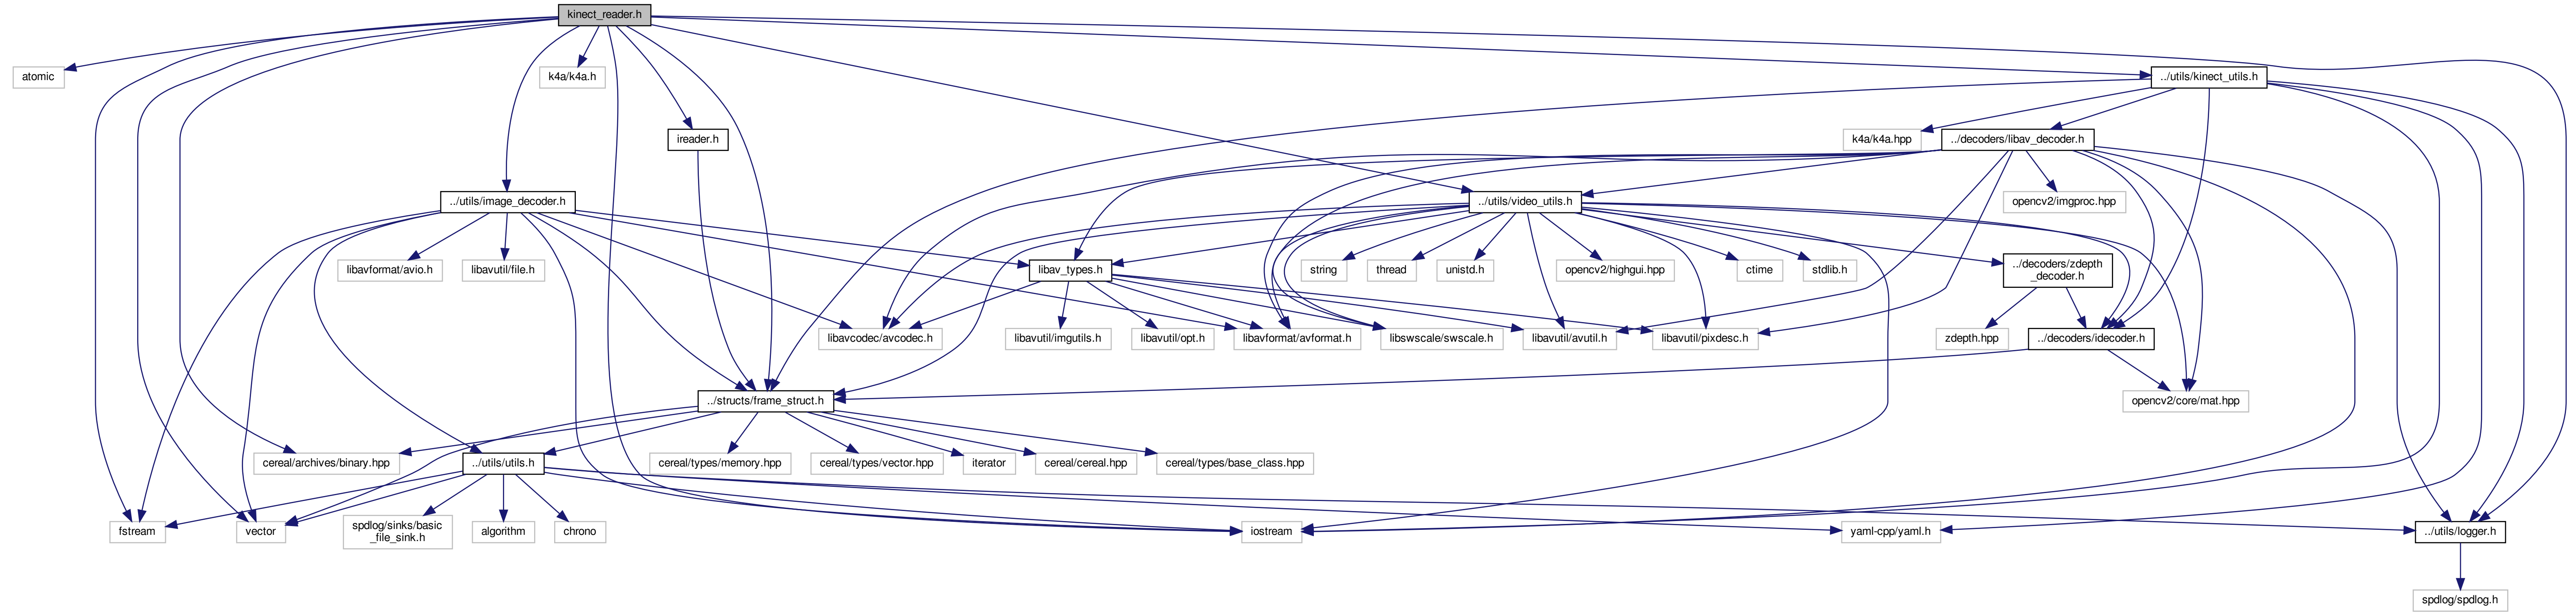 kinect_reader.h
atomic
k4a/k4a.h
../utils/kinect_utils.h
ireader.h
k4a/k4a.hpp
../decoders/libav_decoder.h
../utils/image_decoder.h
../utils/video_utils.h
opencv2/imgproc.hpp
libavformat/avio.h
libavutil/file.h
libav_types.h
string
thread
unistd.h
opencv2/highgui.hpp
ctime
stdlib.h
../decoders/zdepth
_decoder.h
libavcodec/avcodec.h
libavutil/imgutils.h
libavutil/opt.h
libavformat/avformat.h
libswscale/swscale.h
libavutil/avutil.h
libavutil/pixdesc.h
zdepth.hpp
../decoders/idecoder.h
../structs/frame_struct.h
opencv2/core/mat.hpp
cereal/archives/binary.hpp
../utils/utils.h
cereal/types/memory.hpp
cereal/types/vector.hpp
iterator
cereal/cereal.hpp
cereal/types/base_class.hpp
fstream
vector
spdlog/sinks/basic
_file_sink.h
algorithm
chrono
iostream
yaml-cpp/yaml.h
../utils/logger.h
spdlog/spdlog.h